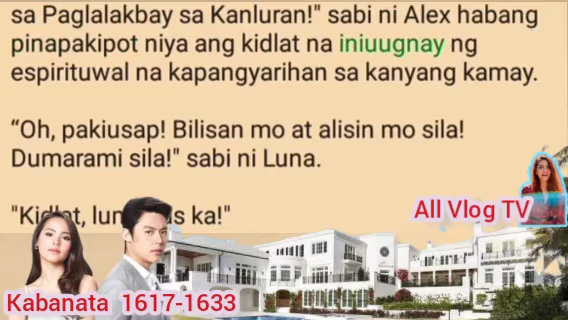 sa Paglalakbay sa Kanluran!" sabi ni Alex habang
pinapakipot niya ang kidlat na iniuugnay ng
espirituwal na kapangyarihan sa kanyang kamay.
“Oh, pakiusap! Bilisan mo at alisin mo sila!
Dumarami sila!" sabi ni Luna.
"Kidlat, ka!"
All Vlog TV
Kabanata 1617-1633